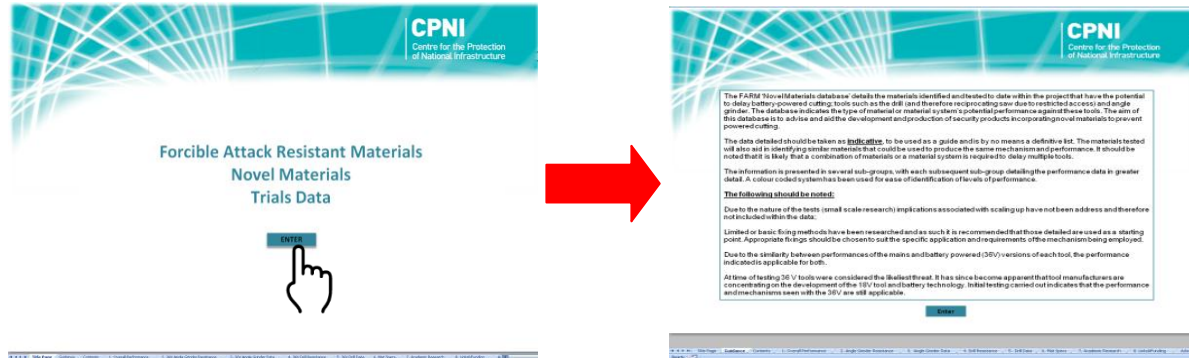 CPNI
Centre for the Protection
of National Infrastructure
Forcible Attack Resistant Materials
Novel Materials
Trials Data
ENTER
CPNI
Centre for the Protection
of National Infrastructure
The FARM 'Novel Materials database' details the materials identified and tested to date within the project that have the potential
to delay battery-powered cutting; tools such as the drill (and therefore reciprocating saw due to restricted access) and angle
grinder. The database indicates the type of material or material system's potential performance against these tools. The aim of
this database is to advise and aid the development and production of security products incorporating novel materials to prevent
powered cutting.
The data detailed should be taken as indicative, to be used as a guide and is by no means a definitive list. The materials tested
will also aid in identifying similar materials that could be used to produce the same mechanism and performance. It should be
noted that it is likely that a combination of materials or a material system is required to delay multiple tools.
The information is presented in several sub-groups, with each subsequent sub-group detailing the performance data in greater
detail. A colour coded system has been used for ease of identification of levels of performance.
The following should be noted:
Due to the nature of the tests (small scale research) implications associated with scaling up have not been address and therefore
not included within the data;
Limited or basic fixing methods have been researched and as such it is recommended that those detailed are used as a starting
point. Appropriate fixings should be chosen to suit the specific application and requirements of the mechanism being employed.
Due to the similarity between performances of the mains and battery powered (36V) versions of each tool, the performance
indicated is applicable for both.
At time of testing 36 V tools were considered the likeliest threat. It has since become apparent that tool manufacturers are
concentrating on the development of the 18V tool and battery technology. Initial testing carried out indicates that the performance
and mechanisms seen with the 36V are still applicable.
Enter